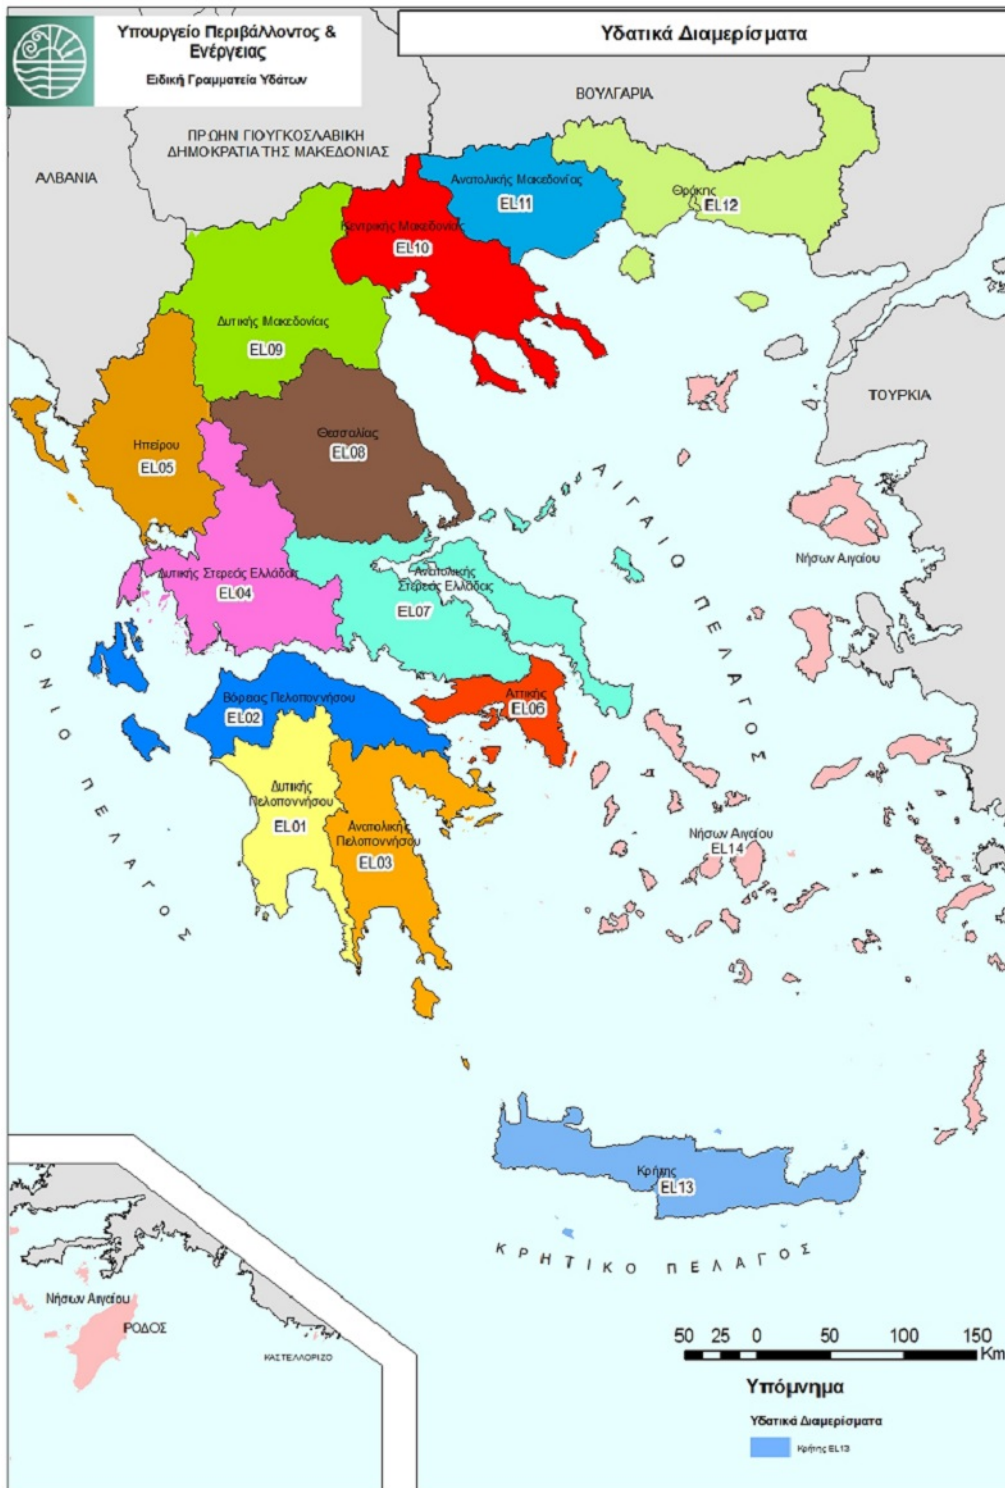 Υπουργείο Περιβάλλοντος &
Ενέργειας
Ειδική Γραμματεία Υδάτων
Υδατικά Διαμερίσματα
ΒΟΥΛΓΑΡΙΑ
ΠΡΩΗΝ ΓΙΟΥΓΚΟΣΛΑΒΙΚΗ
ΔΗΜΟΚΡΑΤΙΑ ΤΗΣ ΜΑΚΕΔΟΝΙΑΣ
ΑΛΒΑΝΙΑ
Ανατολικής Μακεδονίας
EL11
Θράκης
EL12
Κεντρικής Μακεδονίας
EL10
Δυτικής Μακεδονίας
EL09
ΤΟΥΡΚΙΑ
Ηπείρου
EL05
Θεσσαλίας
EL08
ΑΙΓΑΙΟ ΠΕΛΑΓΟΣ
Νήσων Αιγαίου
Δυτικής Στερεάς Ελλάδας
EL04
Ανατολικής
Στερεάς Ελλάδας
EL07
ΙΟΝΙΟ ΠΕΛΑΓΟΣ
Βόρειας Πελοποννήσου
EL02
Αττικής
EL06
Δυτικής
Πελοποννήσου
EL01
Ανατολικής
Πελοποννήσου
EL03
Νήσων Αιγαίου
EL14
Κρήτης
EL13
ΚΡΗΤΙΚΟ ΠΕΛΑΓΟΣ
Νήσων Αιγαίου
ΡΟΔΟΣ
ΚΑΣΤΕΛΛΟΡΙΖΟ
50 25 0 50 100 150
Km
Υπόμνημα
Υδατικά Διαμερίσματα
Κρήτης EL13